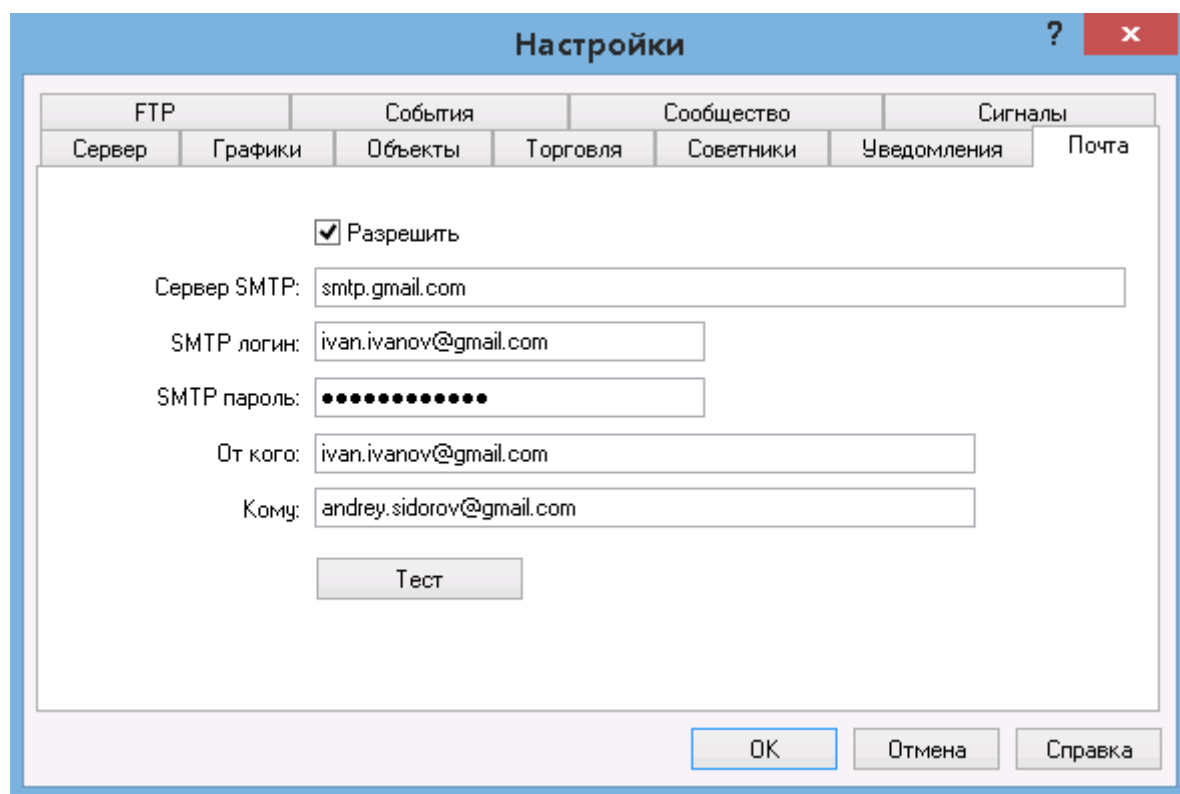 Настройки
?
x
FTP События Сообщество Сигналы
Сервер Графики Объекты Торговля Советники Уведомления Почта
Разрешить
Сервер SMTP: smtp.gmail.com
SMTP логин: ivan.ivanov@gmail.com
SMTP пароль: ●●●●●●●●●●●●
От кого: ivan.ivanov@gmail.com
Кому: andrey.sidorov@gmail.com
Тест
OK Отмена Справка